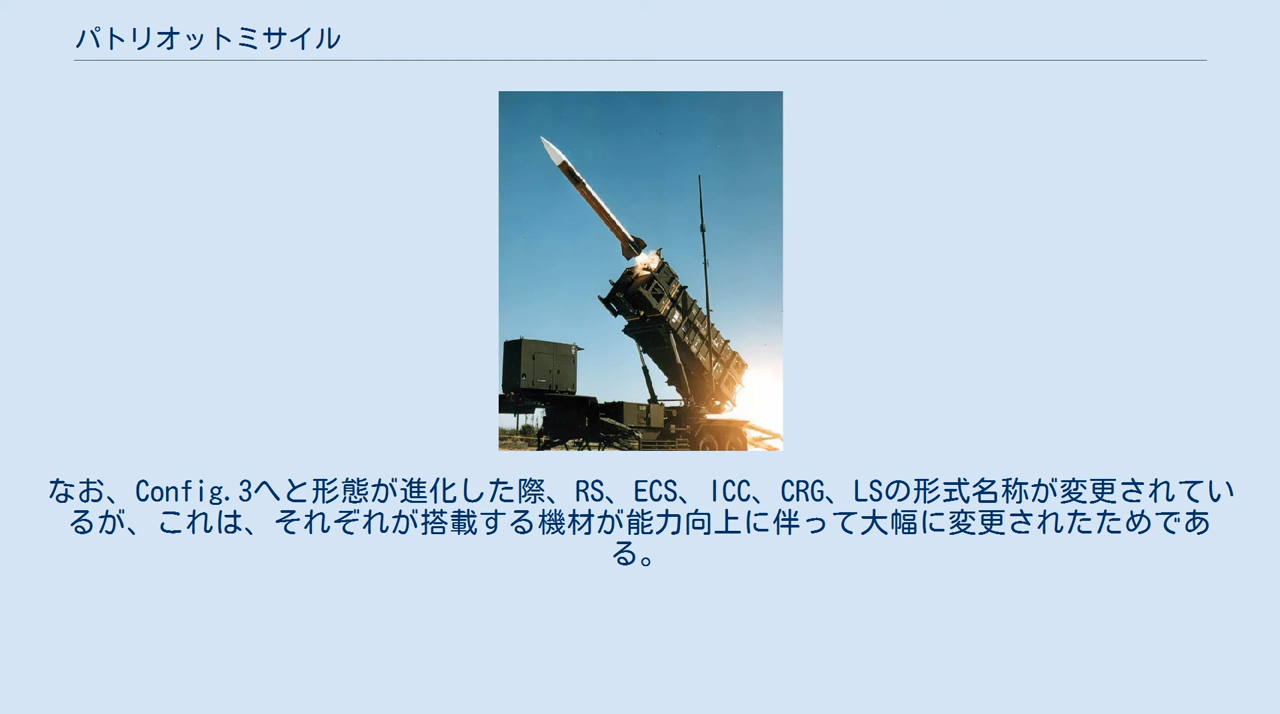 パトリオットミサイル
なお、Config.3へと形態が進化した際、RS、ECS、ICC、CRG、LSの形式名称が変更されてい
るが、これは、それぞれが搭載する機材が能力向上に伴って大幅に変更されたためであ
る。